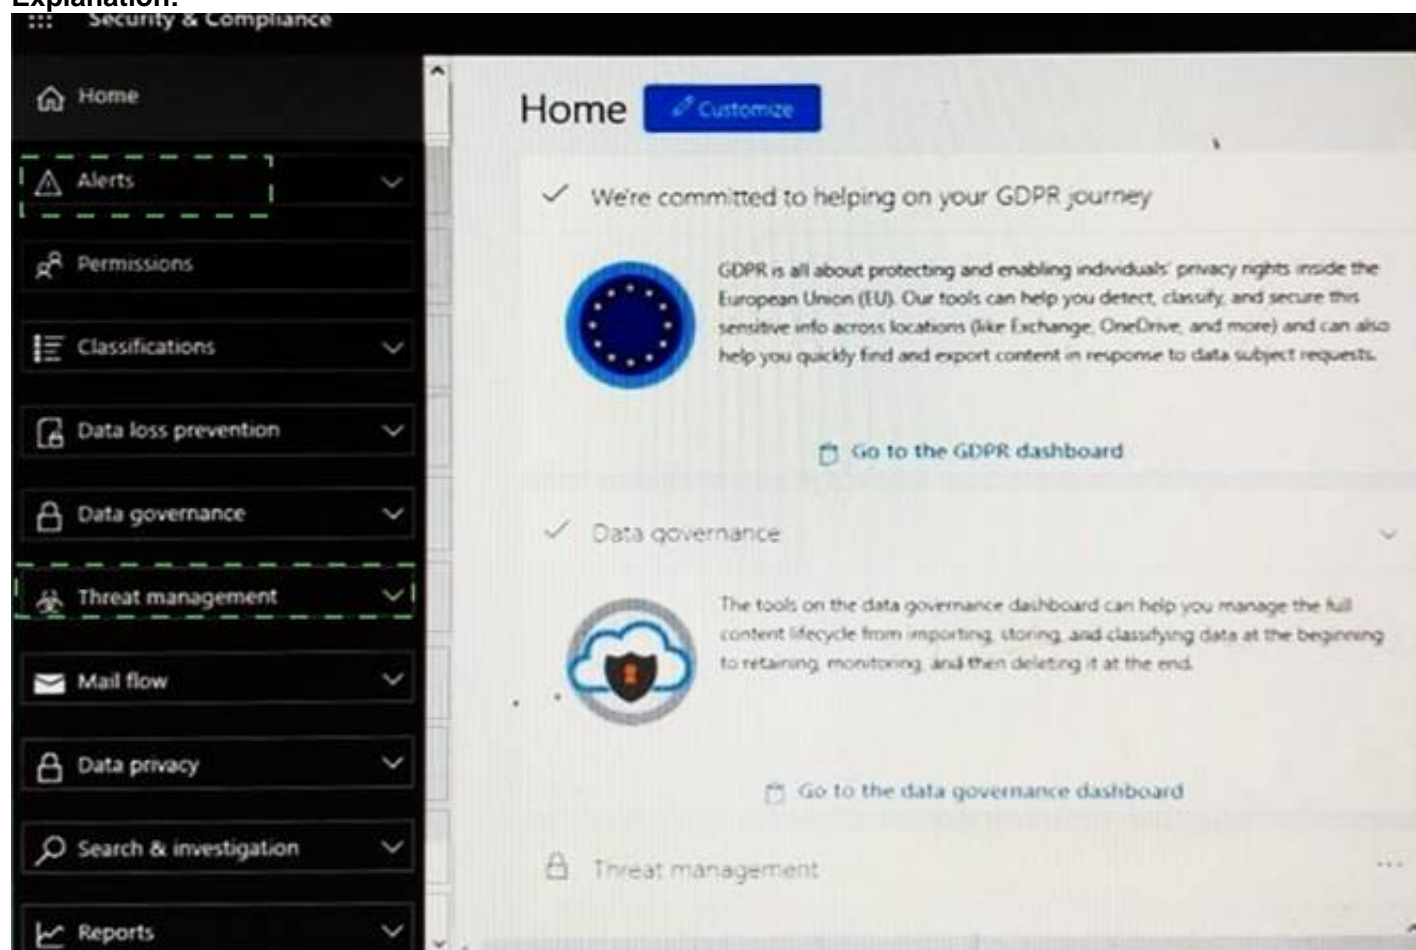 Explanation:
Security & Compliance
Home
Alerts
Permissions
Classifications
Data loss prevention
Data governance
Threat management
Mail flow
Data privacy
Search & investigation
Reports
Home
Customize
We're committed to helping on your GDPR journey
GDPR is all about protecting and enabling individuals' privacy rights inside the
European Union (EU). Our tools can help you detect, classify, and secure this
sensitive info across locations (like Exchange, OneDrive, and more) and can also
help you quickly find and export content in response to data subject requests.
Go to the GDPR dashboard
Data governance
The tools on the data governance dashboard can help you manage the full
content lifecycle from importing, storing, and classifying data at the beginning
to retaining, monitoring, and then deleting it at the end.
Go to the data governance dashboard
Threat management